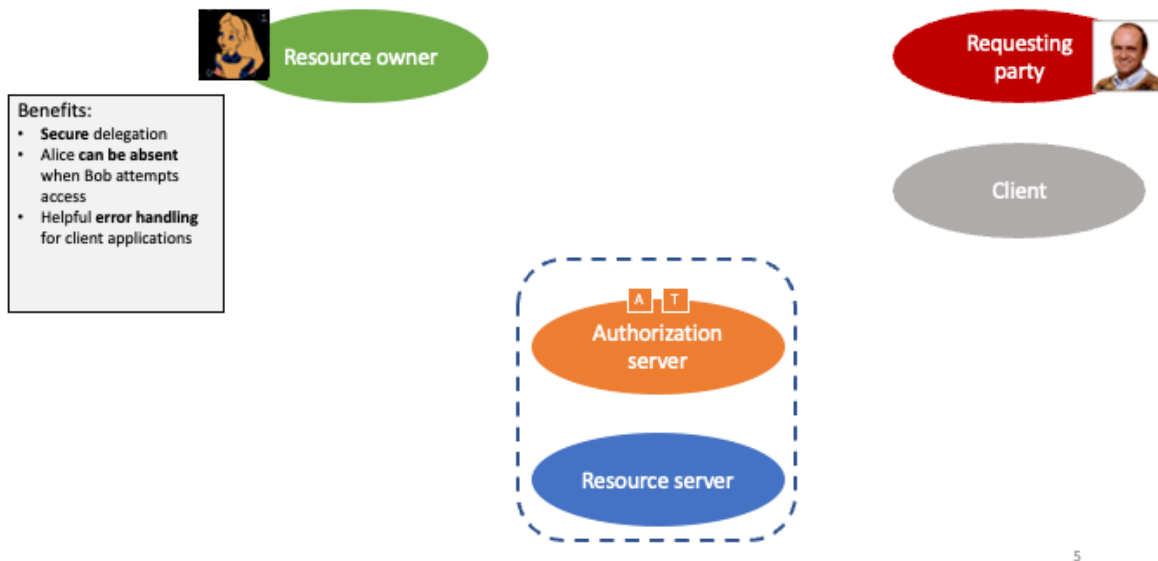 Resource owner
Requesting
party
Benefits:
• Secure delegation
• Alice can be absent
when Bob attempts
access
• Helpful error handling
for client applications
Client
A T
Authorization
server
Resource server
5